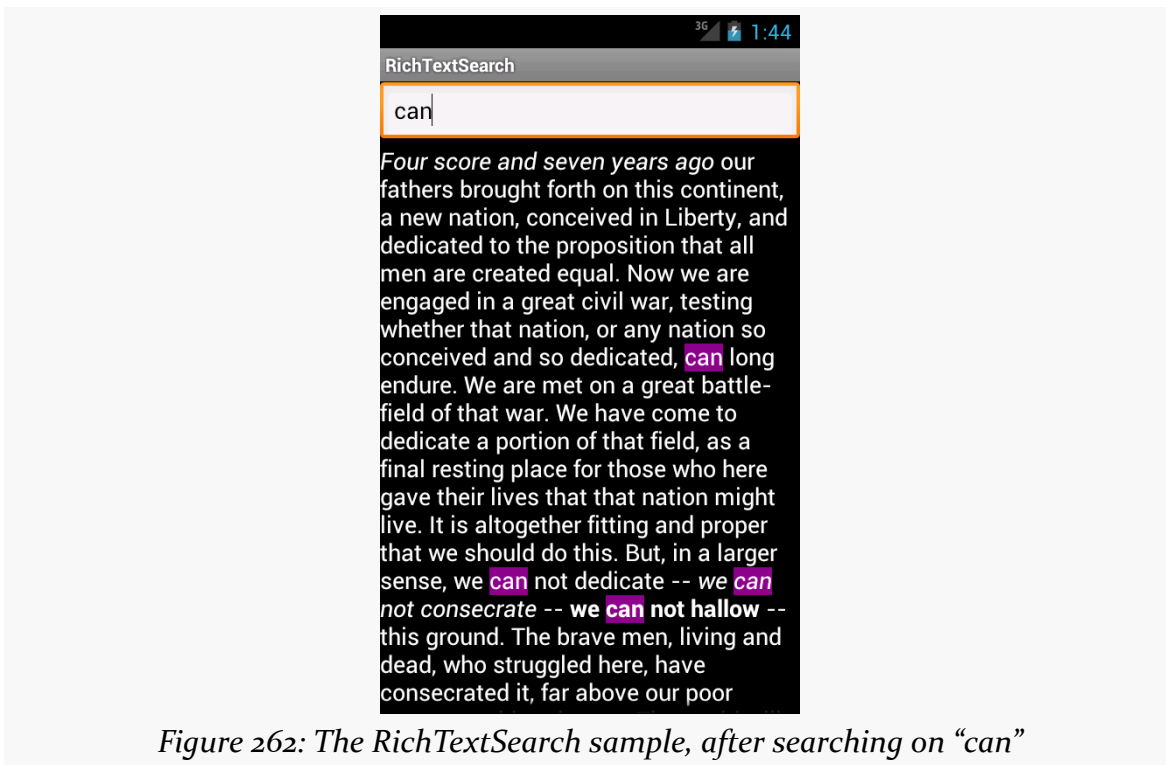 3G 1:44
RichTextSearch
can
Four score and seven years ago our
fathers brought forth on this continent,
a new nation, conceived in Liberty, and
dedicated to the proposition that all
men are created equal. Now we are
engaged in a great civil war, testing
whether that nation, or any nation so
conceived and so dedicated, can long
endure. We are met on a great battle-
field of that war. We have come to
dedicate a portion of that field, as a
final resting place for those who here
gave their lives that that nation might
live. It is altogether fitting and proper
that we should do this. But, in a larger
sense, we can not dedicate -- we can
not consecrate -- we can not hallow --
this ground. The brave men, living and
dead, who struggled here, have
consecrated it, far above our poor
Figure 262: The RichTextSearch sample, after searching on “can”